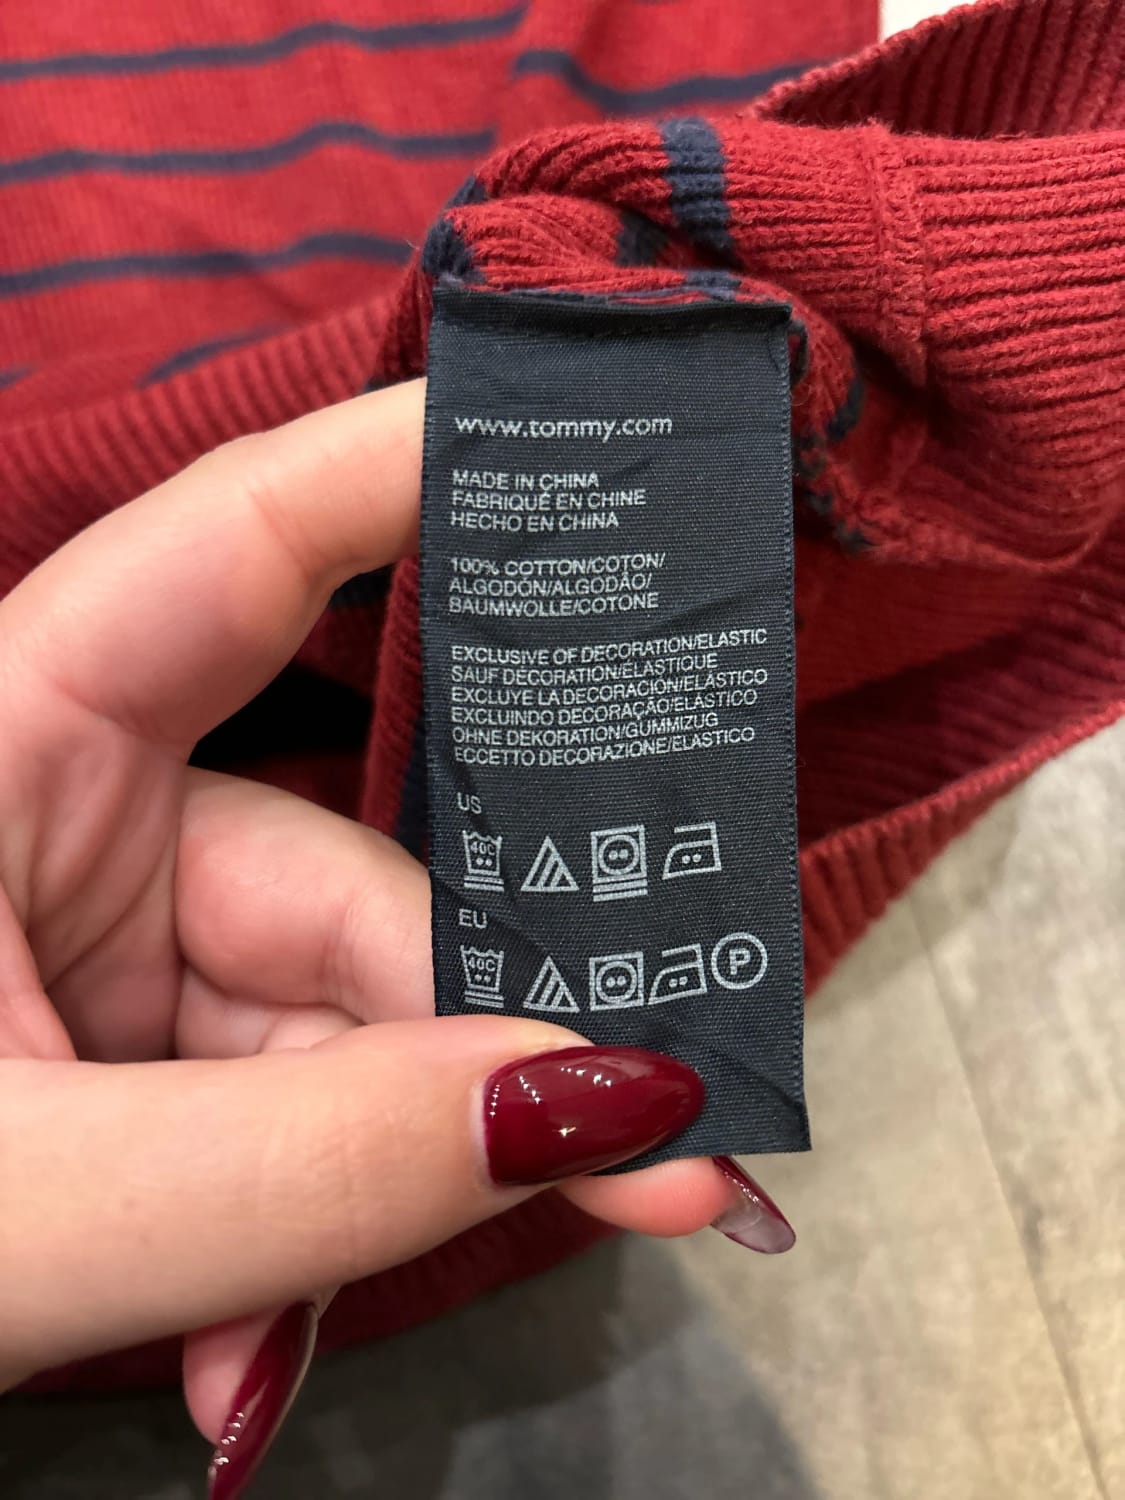 www.tommy.com
MADE IN CHINA
FABRIQUÉ EN CHINE
HECHO EN CHINA
100% COTTON/COTON/
ALGODÓN/ALGODÃO/
BAUMWOLLE/COTONE
EXCLUSIVE OF DECORATION/ELASTIC
SAUF DÉCORATION/ÉLASTIQUE
EXCLUYE LA DECORACIÓN/ELÁSTICO
EXCLUINDO DECORAÇÃO/ELÁSTICO
OHNE DEKORATION/GUMMIZUG
ECCETTO DECORAZIONE/ELASTICO
US
40C
EU
40C P